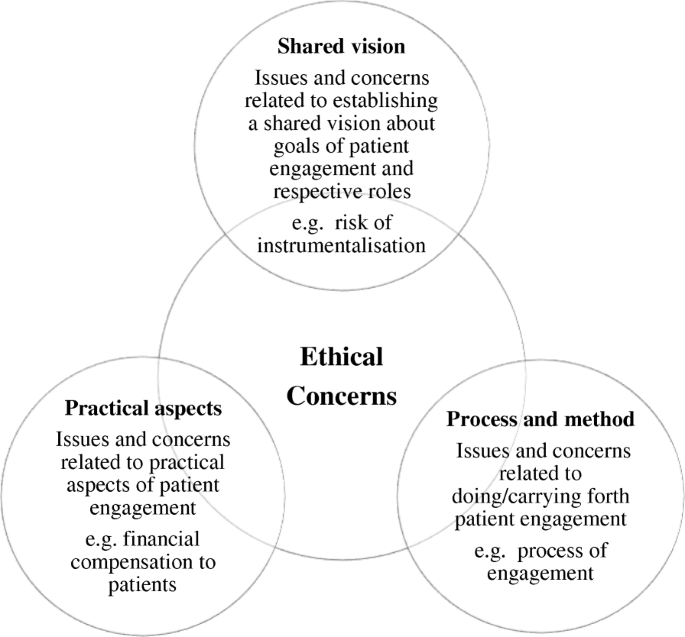 Shared vision
Issues and concerns
related to establishing
a shared vision about
goals of patient
engagement and
respective roles
e.g. risk of
instrumentalisation
Ethical
Concerns
Practical aspects
Issues and concerns
related to practical
aspects of patient
engagement
e.g. financial
compensation to
patients
Process and method
Issues and concerns
related to
doing/carrying forth
patient engagement
e.g. process of
engagement